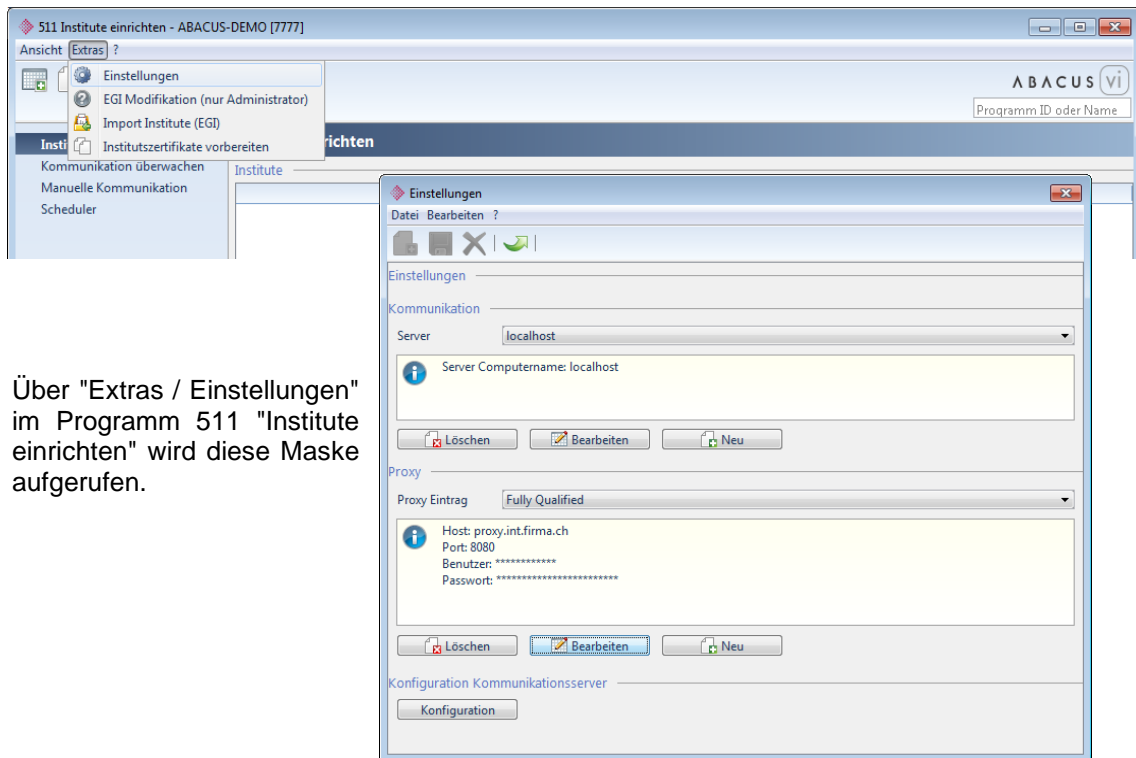 511 Institute einrichten - ABACUS-DEMO [7777]
Ansicht Extras ?
Einstellungen
EGI Modifikation (nur Administrator)
Import Institute (EGI)
Institutszertifikate vorbereiten
ABACUS vi
Programm ID oder Name
Insti
richten
Kommunikation überwachen
Manuelle Kommunikation
Scheduler
Institute
Einstellungen
Datei Bearbeiten ?
Einstellungen
Kommunikation
Server localhost
Server Computername: localhost
Löschen Bearbeiten Neu
Proxy
Proxy Eintrag Fully Qualified
Host: proxy.int.firma.ch
Port: 8080
Benutzer: ************
Passwort: ************************
Löschen Bearbeiten Neu
Konfiguration Kommunikationsserver
Konfiguration
Über "Extras / Einstellungen"
im Programm 511 "Institute
einrichten" wird diese Maske
aufgerufen.